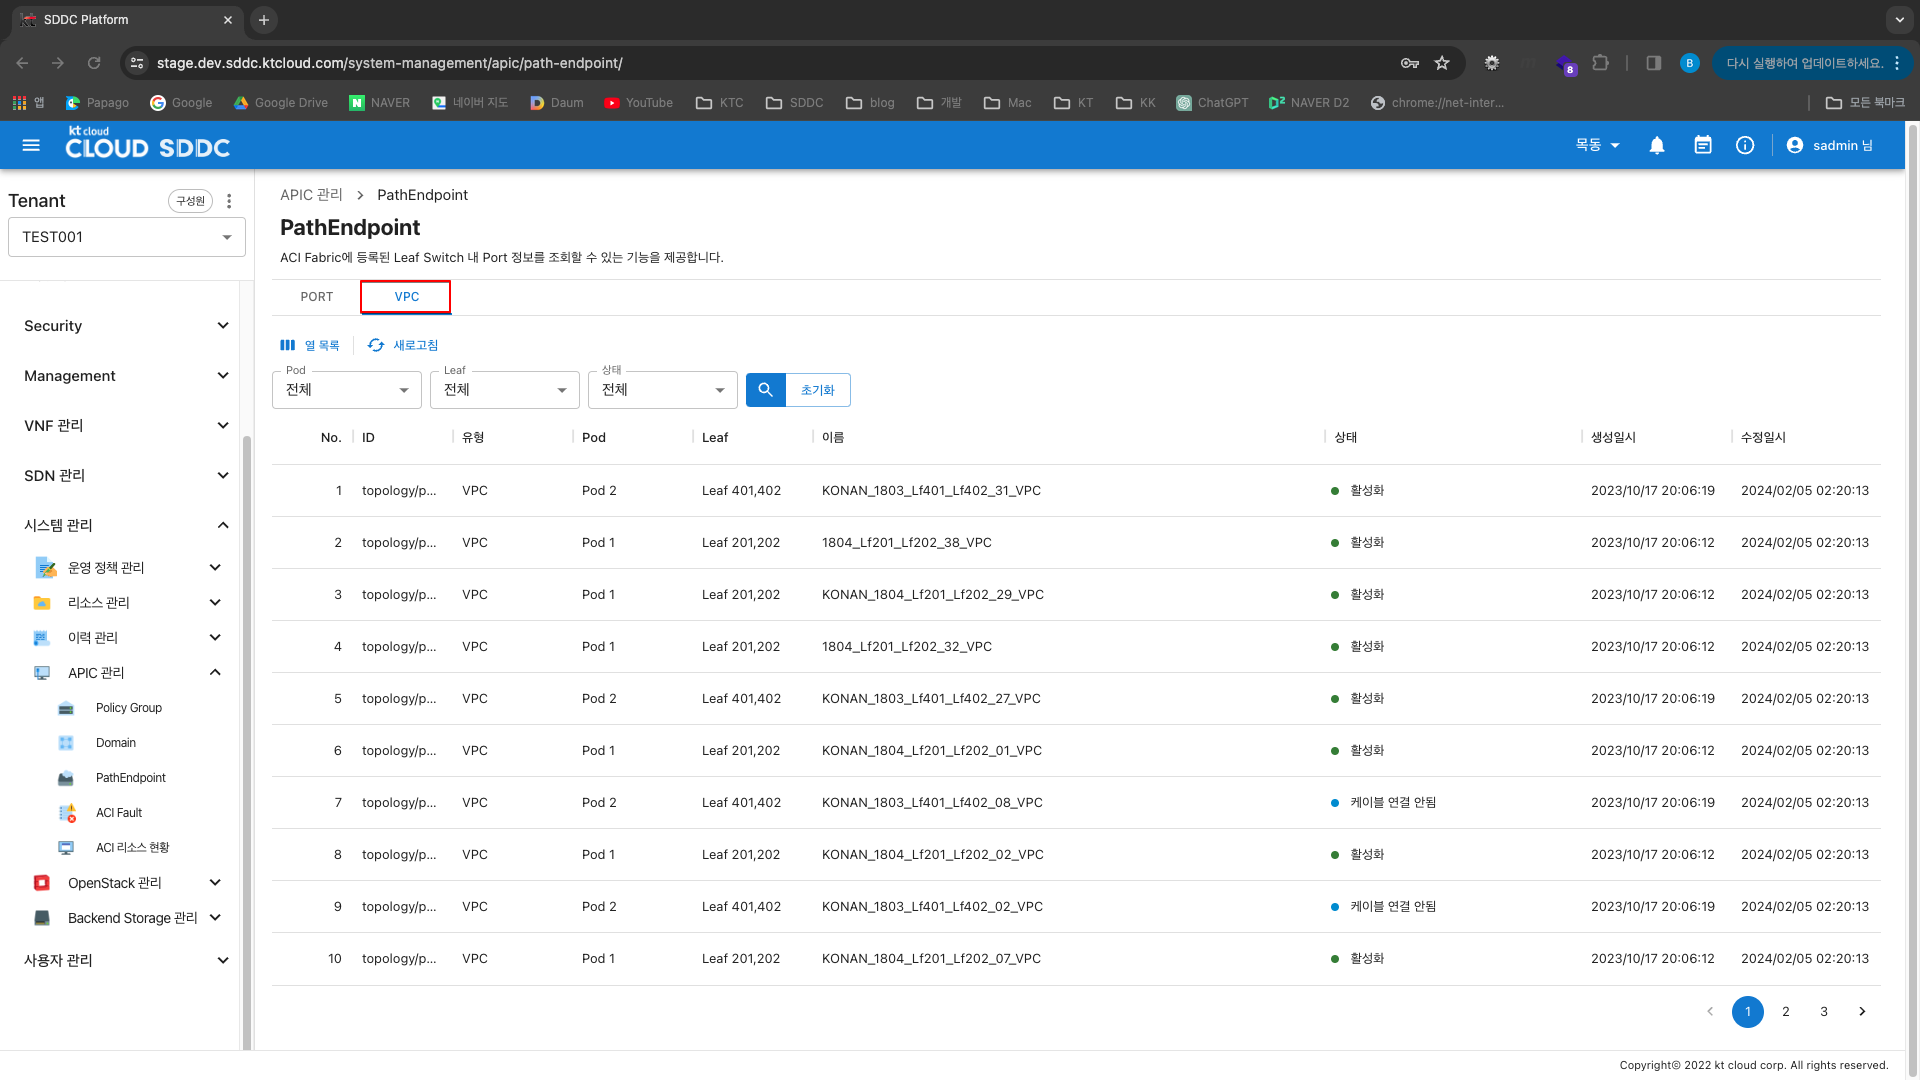 SDDC Platform
stage.dev.sddc.ktcloud.com/system-management/apic/path-endpoint/
8
B
다시 실행하여 업데이트하세요.
앱
Papago
Google
Google Drive
NAVER
네이버 지도
Daum
YouTube
KTC
SDDC
blog
개발
Mac
KT
KK
ChatGPT
NAVER D2
chrome://net-inter...
모든 북마크
kt cloud
CLOUD SDDC
목동
sadmin 님
Tenant
구성원
TEST001
Security
Management
VNF 관리
SDN 관리
시스템 관리
운영 정책 관리
리소스 관리
이력 관리
APIC 관리
Policy Group
Domain
PathEndpoint
ACI Fault
ACI 리소스 현황
OpenStack 관리
Backend Storage 관리
사용자 관리
APIC 관리 > PathEndpoint
PathEndpoint
ACI Fabric에 등록된 Leaf Switch 내 Port 정보를 조회할 수 있는 기능을 제공합니다.
PORT VPC
열 목록 새로고침
Pod Leaf 상태
전체 전체 전체 초기화
No. ID 유형 Pod Leaf 이름 상태 생성일시 수정일시
1 topology/p... VPC Pod 2 Leaf 401,402 KONAN_1803_Lf401_Lf402_31_VPC 활성화 2023/10/17 20:06:19 2024/02/05 02:20:13
2 topology/p... VPC Pod 1 Leaf 201,202 1804_Lf201_Lf202_38_VPC 활성화 2023/10/17 20:06:12 2024/02/05 02:20:13
3 topology/p... VPC Pod 1 Leaf 201,202 KONAN_1804_Lf201_Lf202_29_VPC 활성화 2023/10/17 20:06:12 2024/02/05 02:20:13
4 topology/p... VPC Pod 1 Leaf 201,202 1804_Lf201_Lf202_32_VPC 활성화 2023/10/17 20:06:12 2024/02/05 02:20:13
5 topology/p... VPC Pod 2 Leaf 401,402 KONAN_1803_Lf401_Lf402_27_VPC 활성화 2023/10/17 20:06:19 2024/02/05 02:20:13
6 topology/p... VPC Pod 1 Leaf 201,202 KONAN_1804_Lf201_Lf202_01_VPC 활성화 2023/10/17 20:06:12 2024/02/05 02:20:13
7 topology/p... VPC Pod 2 Leaf 401,402 KONAN_1803_Lf401_Lf402_08_VPC 케이블 연결 안됨 2023/10/17 20:06:19 2024/02/05 02:20:13
8 topology/p... VPC Pod 1 Leaf 201,202 KONAN_1804_Lf201_Lf202_02_VPC 활성화 2023/10/17 20:06:12 2024/02/05 02:20:13
9 topology/p... VPC Pod 2 Leaf 401,402 KONAN_1803_Lf401_Lf402_02_VPC 케이블 연결 안됨 2023/10/17 20:06:19 2024/02/05 02:20:13
10 topology/p... VPC Pod 1 Leaf 201,202 KONAN_1804_Lf201_Lf202_07_VPC 활성화 2023/10/17 20:06:12 2024/02/05 02:20:13
1 2 3
Copyright© 2022 kt cloud corp. All rights reserved.